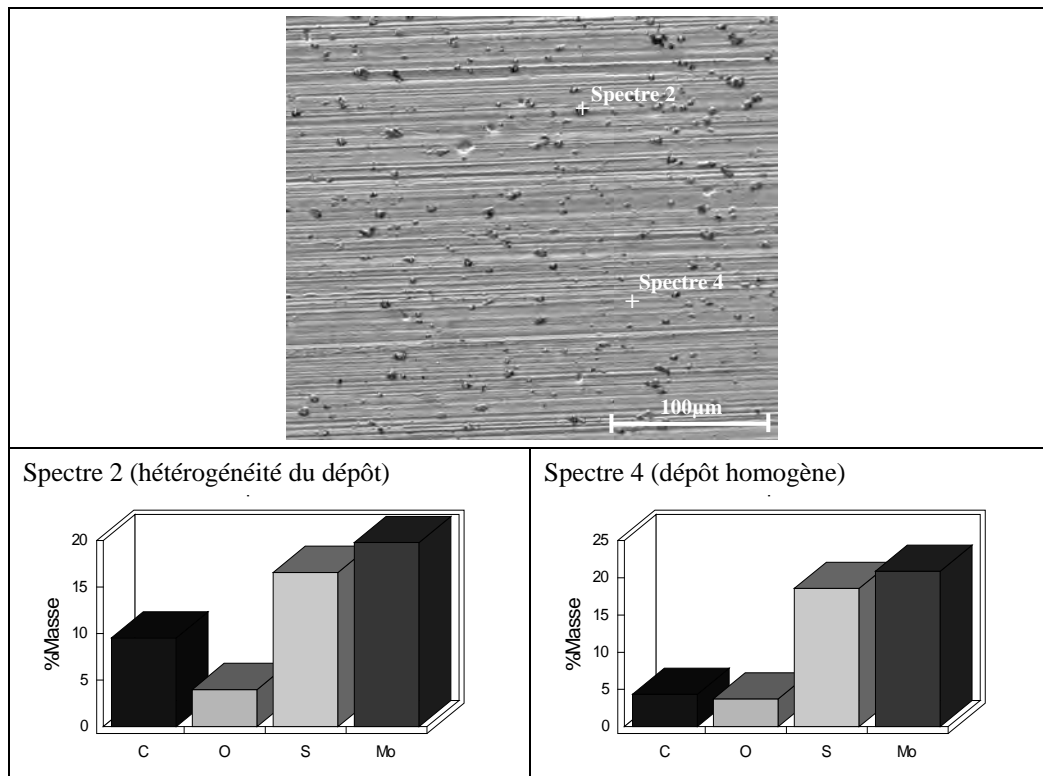 Spectre 2
Spectre 4
100µm
Spectre 2 (hétérogénéité du dépôt)
20
15
10
5
0
%Masse
C O S Mo
Spectre 4 (dépôt homogène)
25
20
15
10
5
0
%Masse
C O S Mo